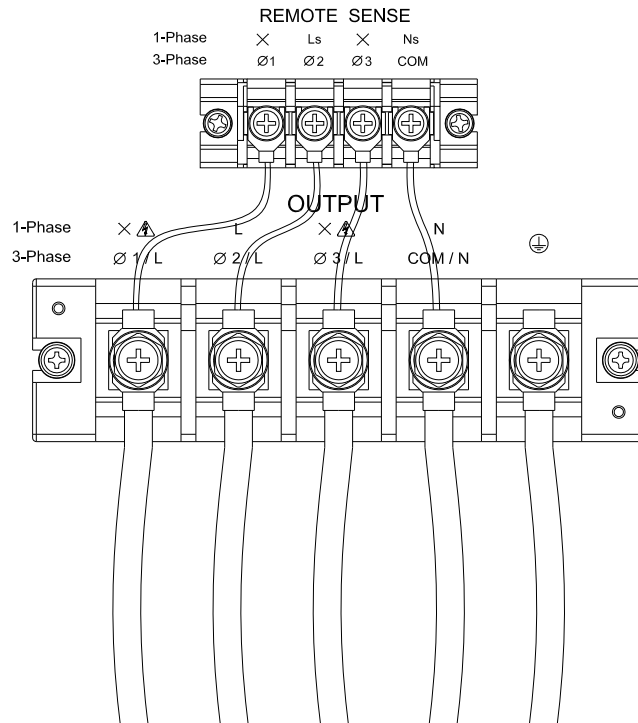 REMOTE SENSE
1-Phase × Ls × Ns
3-Phase Ø1 Ø2 Ø3 COM
OUTPUT
1-Phase × L × N
3-Phase Ø 1 / L Ø 2 / L Ø 3 / L COM / N